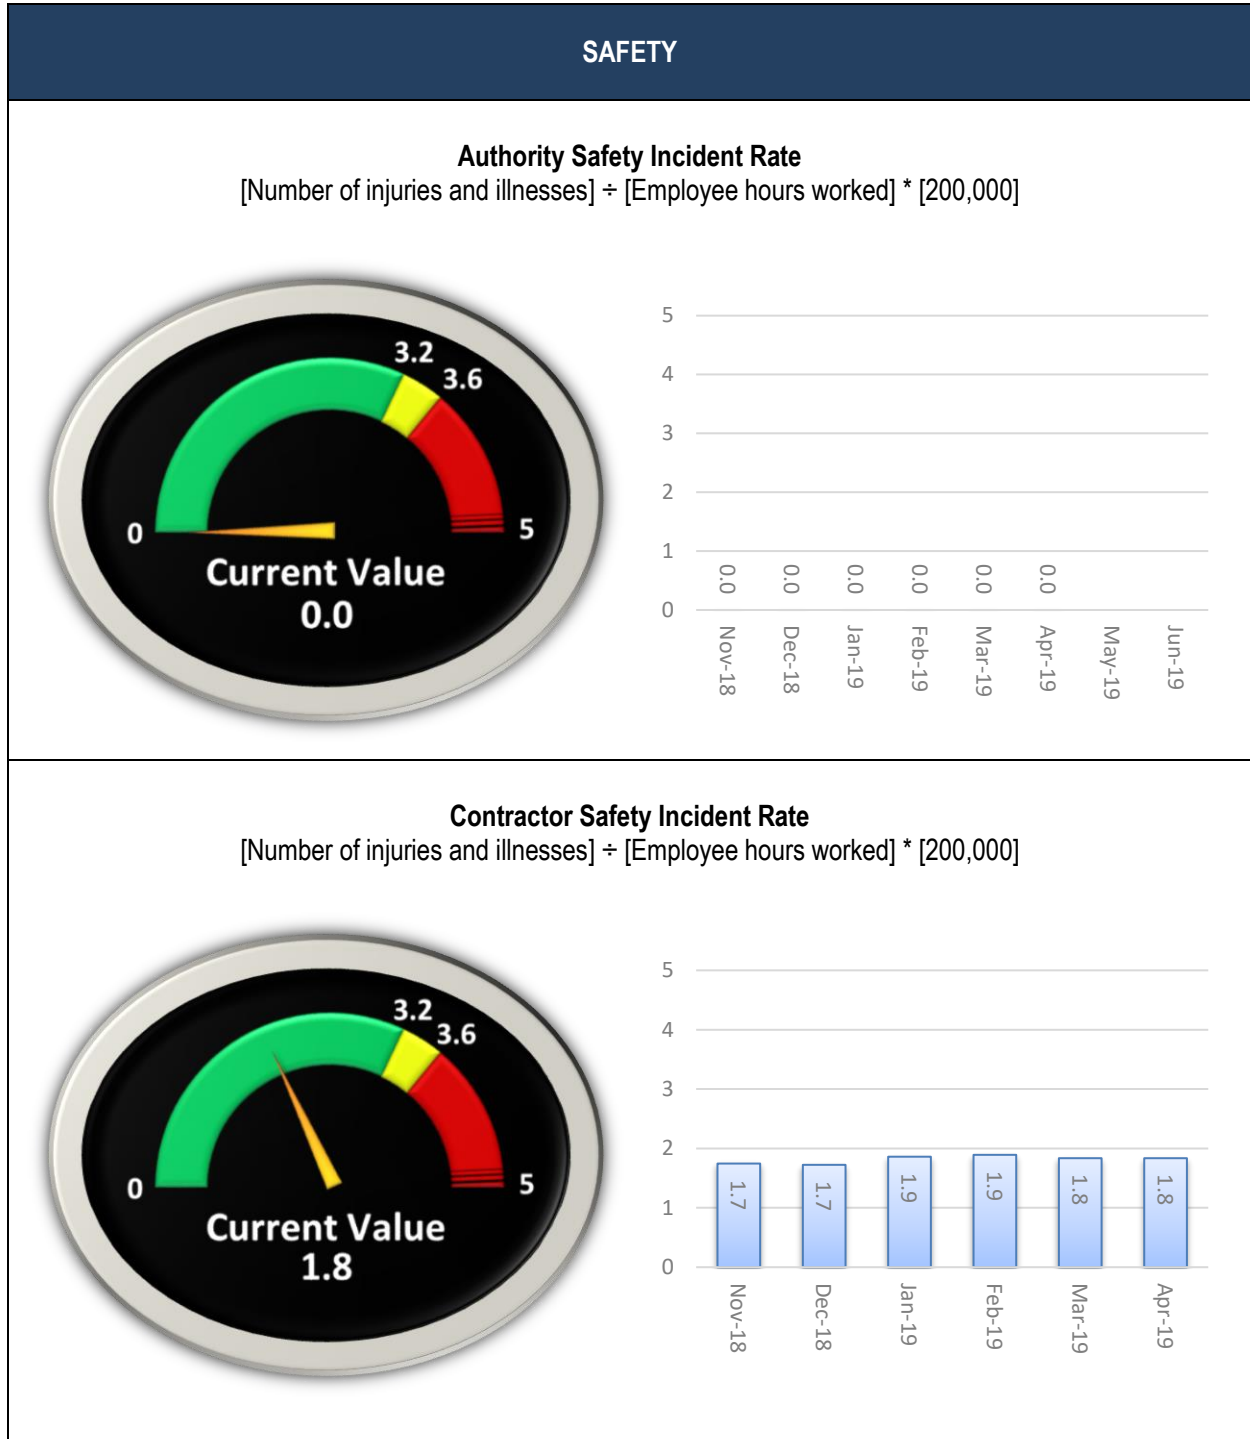 SAFETY
Authority Safety Incident Rate
[Number of injuries and illnesses] ÷ [Employee hours worked] * [200,000]
3.2
3.6
0
5
Current Value
0.0
5
4
3
2
1
0
0.0
0.0
0.0
0.0
0.0
0.0
Nov-18
Dec-18
Jan-19
Feb-19
Mar-19
Apr-19
May-19
Jun-19
Contractor Safety Incident Rate
[Number of injuries and illnesses] ÷ [Employee hours worked] * [200,000]
3.2
3.6
0
5
Current Value
1.8
5
4
3
2
1
0
1.7
1.7
1.9
1.9
1.8
1.8
Nov-18
Dec-18
Jan-19
Feb-19
Mar-19
Apr-19